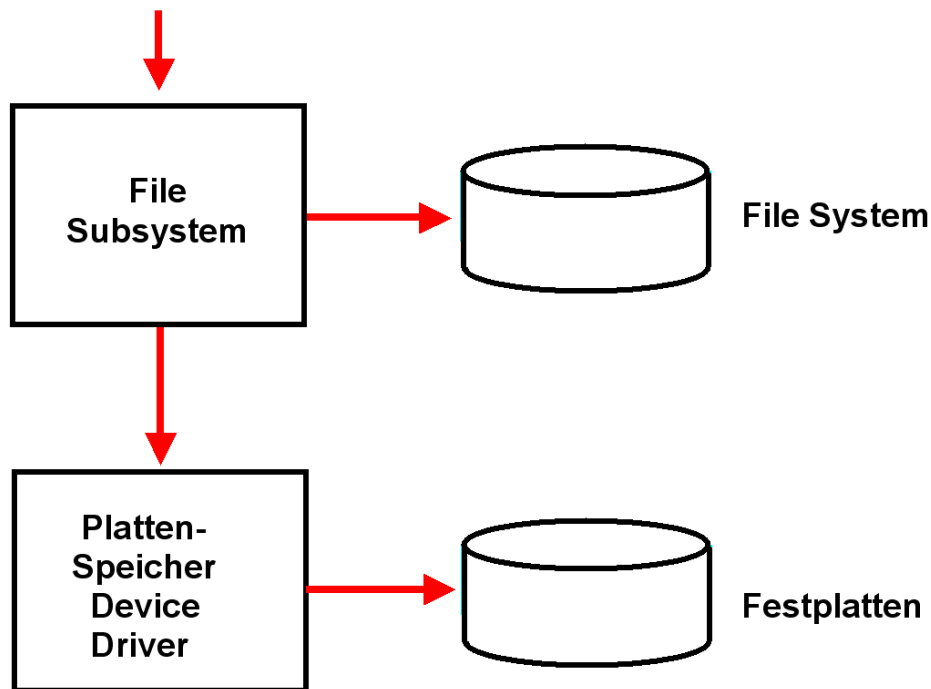 File
Subsystem
File System
Platten-
Speicher
Device
Driver
Festplatten